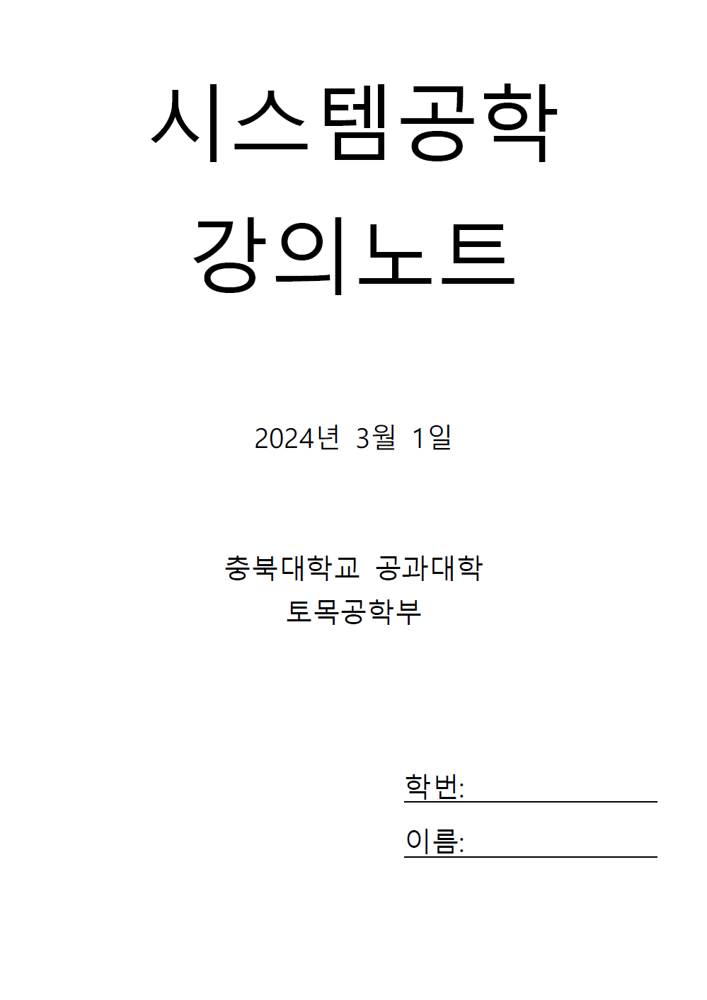 시스템공학
강의노트
2024년 3월 1일
충북대학교 공과대학
토목공학부
학번:
이름: